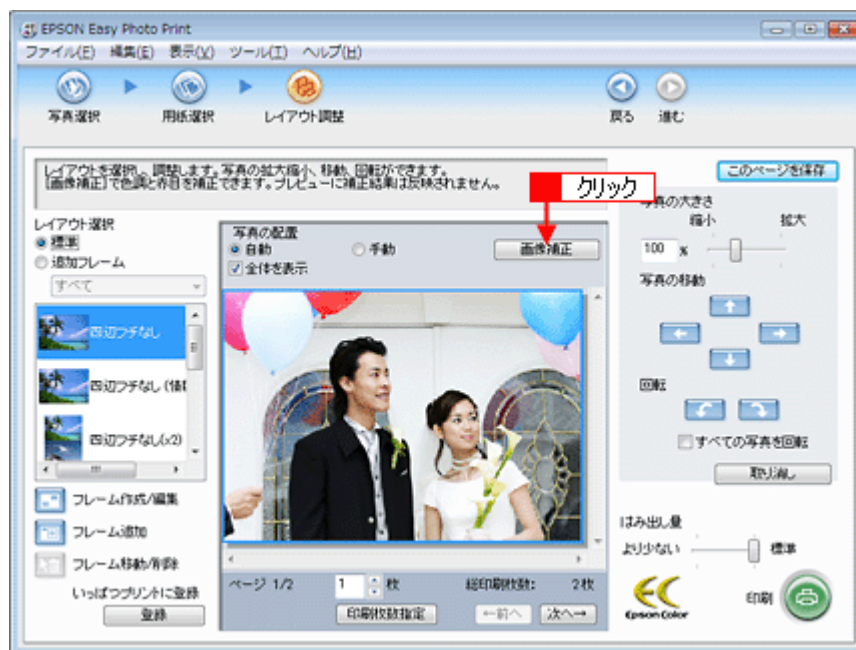 EPSON Easy Photo Print
ファイル(F) 編集(E) 表示(V) ツール(T) ヘルプ(H)
写真選択 用紙選択 レイアウト調整 戻る 進む
レイアウトを選択し、調整します。写真の拡大縮小、移動、回転ができます。
[画像補正]で色調と赤目を補正できます。プレビューに補正結果は反映されません。
このページを保存
クリック
レイアウト選択
標準
追加フレーム
すべて
四辺フチなし
四辺フチなし (情幸
四辺フチなし(x2)
フレーム作成/編集
フレーム追加
フレーム移動/削除
いっぱつプリントに登録
登録
写真の配置
自動 手動 画像補正
全体を表示
ページ 1/2 1 枚 総印刷枚数: 2枚
印刷枚数指定 ←前へ 次へ→
写真の大きさ
縮小 拡大
100 %
写真の移動
回転
すべての写真を回転
取り消し
はみ出し量
より少ない 標準
Epson Color
印刷